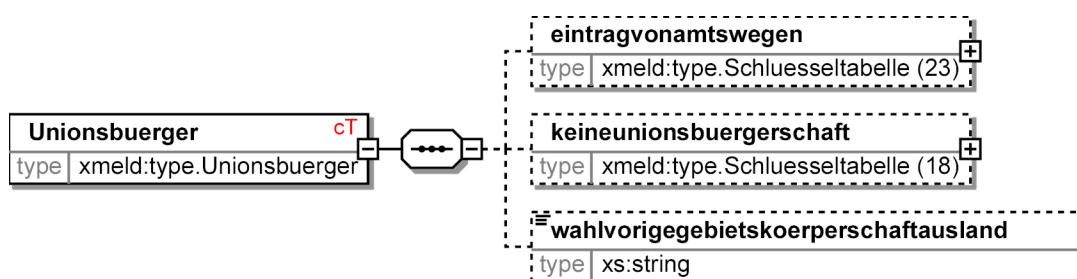 eintragvonamtswegen
type xmeld:type.Schluesseltabelle (23)
Unionsbuerger cT
type xmeld:type.Unionsbuerger
keineunionsbuergerschaft
type xmeld:type.Schluesseltabelle (18)
wahlvorigegebietskoerperschaftausland
type xs:string